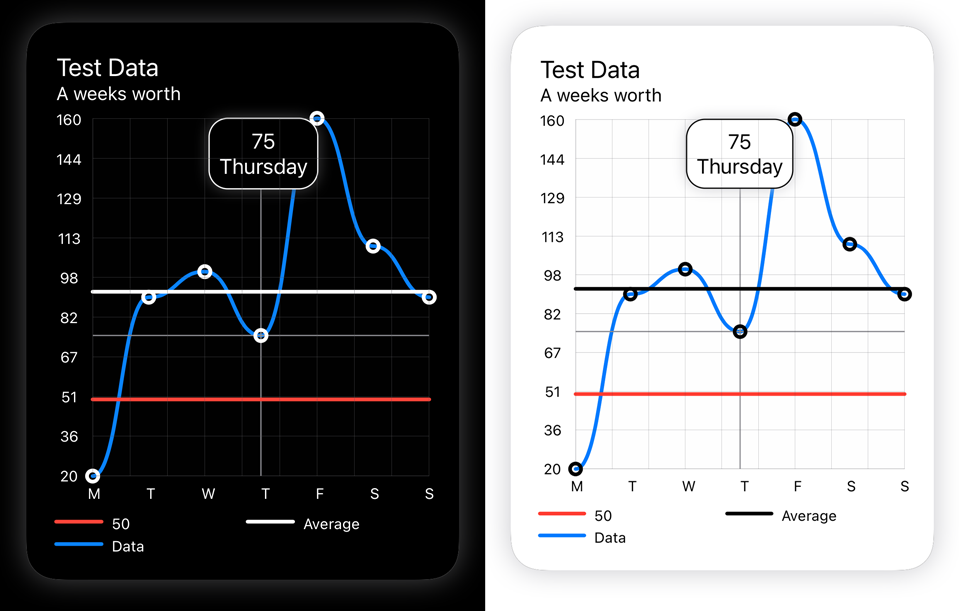 Test Data
A weeks worth
160
144
129
113
98
82
67
51
36
20
75
Thursday
M T W T F S S
50 Average
Data
Test Data
A weeks worth
160
144
129
113
98
82
67
51
36
20
75
Thursday
M T W T F S S
50 Average
Data